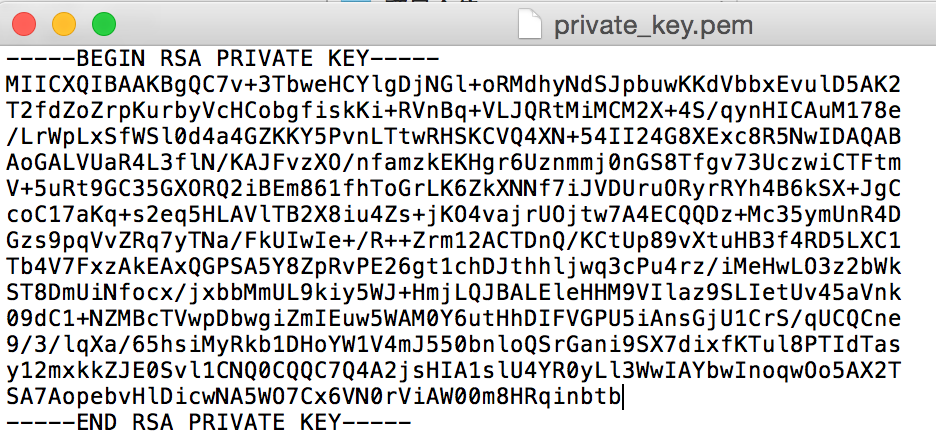 private_key.pem
-----BEGIN RSA PRIVATE KEY-----
MIICXQIBAAKBgQC7v+3TbweHCYlgDjNGl+oRMdhyNdSJpbuwKKdVbbxEvulD5AK2
T2fdZoZrpKurbyVcHCobgfiskKi+RVnBq+VLJQRtMiMCM2X+4S/qynHICAuM178e
/LrWpLxSfWSl0d4a4GZKKY5PvnLTtwRHSKCVQ4XN+54II24G8XExc8R5NwIDAQAB
AoGALVUaR4L3flN/KAJFvzXO/nfamzkEKHgr6Uznmmj0nGS8Tfgv73UczwiCTFtm
V+5uRt9GC35GXORQ2iBEm861fhToGrLK6ZkXNNf7iJVDUruORyrRYh4B6kSX+JgC
coC17aKq+s2eq5HLAVlTB2X8iu4Zs+jKO4vajrUOjtw7A4ECQQDz+Mc35ymUnR4D
Gzs9pqVvZRq7yTNa/FkUIwIe+/R++Zrm12ACTDnQ/KCtUp89vXtuHB3f4RD5LXC1
Tb4V7FxzAkEAxQGPSA5Y8ZpRvPE26gt1chDJthhljwq3cPu4rz/iMeHwLO3z2bWk
ST8DmUiNfocx/jxbbMmUL9kiy5WJ+HmjLQJBALEleHHM9VIlaz9SLIetUv45aVnk
09dC1+NZMBcTVwpDbwgiZmIEuw5WAM0Y6utHhDIFVGPU5iAnsGjU1CrS/qUCQCne
9/3/lqXa/65hsiMyRkb1DHoYW1V4mJ550bnloQSrGani9SX7dixfKTul8PTIdTas
y12mxkkZJE0Svl1CNQ0CQQC7Q4A2jsHIA1slU4YR0yLl3WwIAYbwInoqwOo5AX2T
SA7AopebvHlDicwNA5WO7Cx6VN0rViAW00m8HRqinbtb
-----END RSA PRIVATE KEY-----